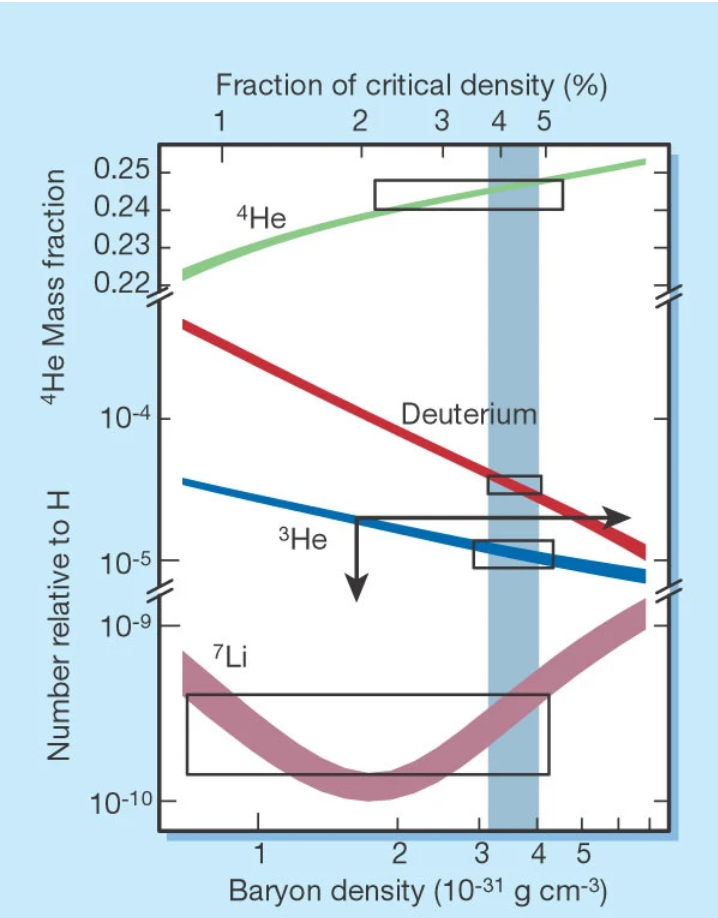 Fraction of critical density (%)
1 2 3 4 5
⁴He Mass fraction
0.25
0.24
0.23
0.22
⁴He
Deuterium
10⁻⁴
³He
10⁻⁵
Number relative to H
10⁻⁹
⁷Li
10⁻¹⁰
1 2 3 4 5
Baryon density (10⁻³¹ g cm⁻³)